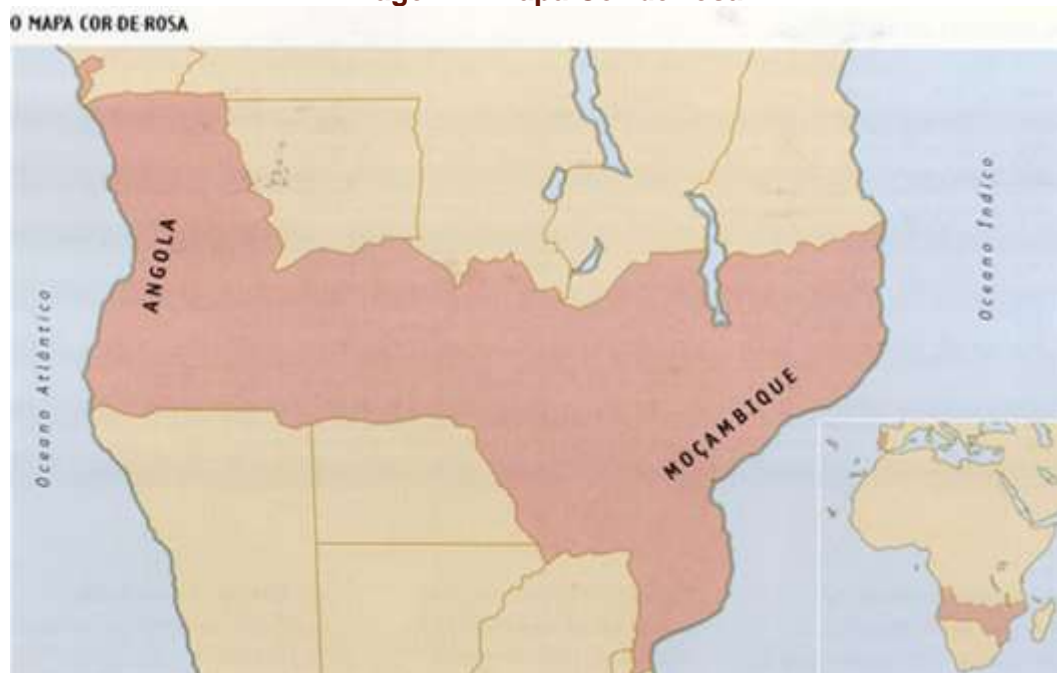 O MAPA COR-DE-ROSA
ANGOLA
MOÇAMBIQUE
Oceano Atlântico
Oceano Índico